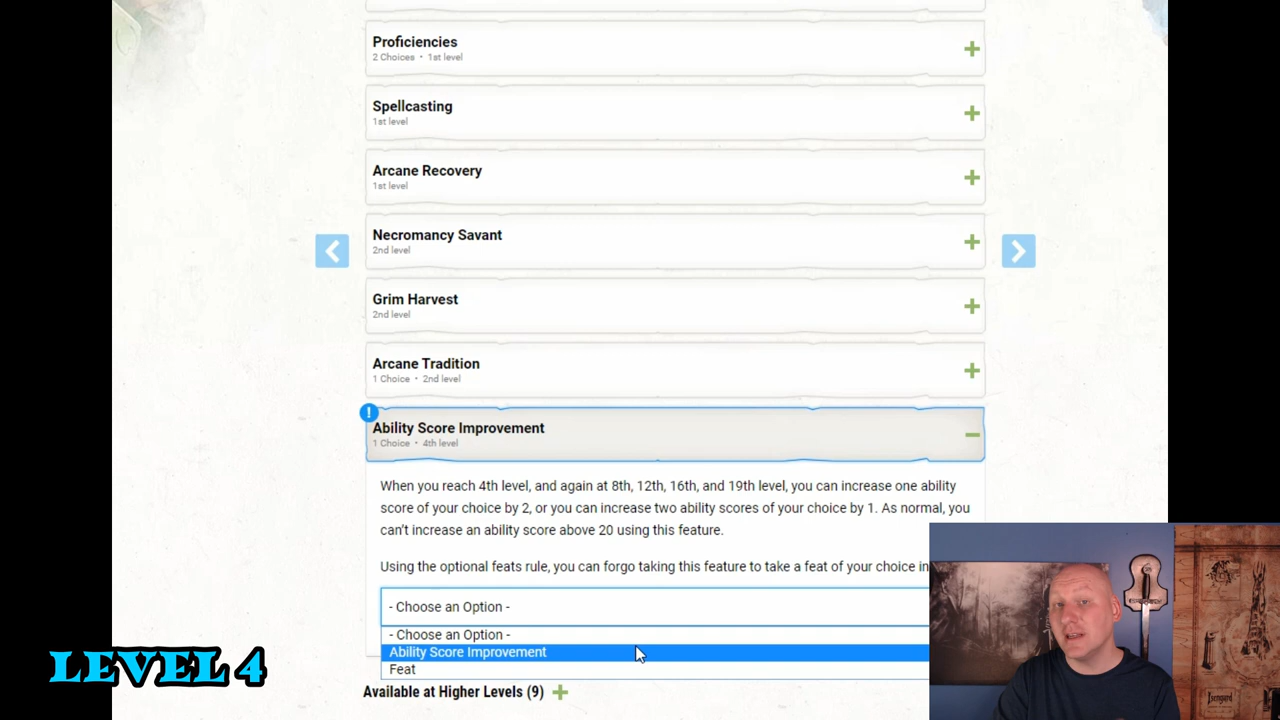 Proficiencies
2 Choices • 1st level
Spellcasting
1st level
Arcane Recovery
1st level
Necromancy Savant
2nd level
Grim Harvest
2nd level
Arcane Tradition
1 Choice • 2nd level
!
Ability Score Improvement
1 Choice • 4th level
When you reach 4th level, and again at 8th, 12th, 16th, and 19th level, you can increase one ability
score of your choice by 2, or you can increase two ability scores of your choice by 1. As normal, you
can't increase an ability score above 20 using this feature.
Using the optional feats rule, you can forgo taking this feature to take a feat of your choice in
- Choose an Option -
- Choose an Option -
Ability Score Improvement
Feat
Available at Higher Levels (9)
LEVEL 4